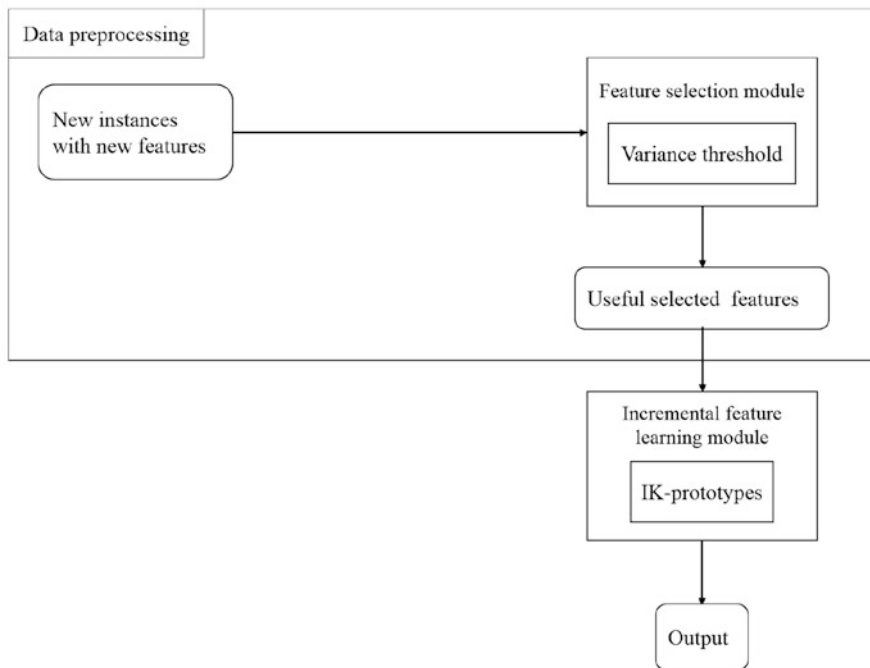 Data preprocessing
New instances
with new features
Feature selection module
Variance threshold
Useful selected features
Incremental feature
learning module
IK-prototypes
Output